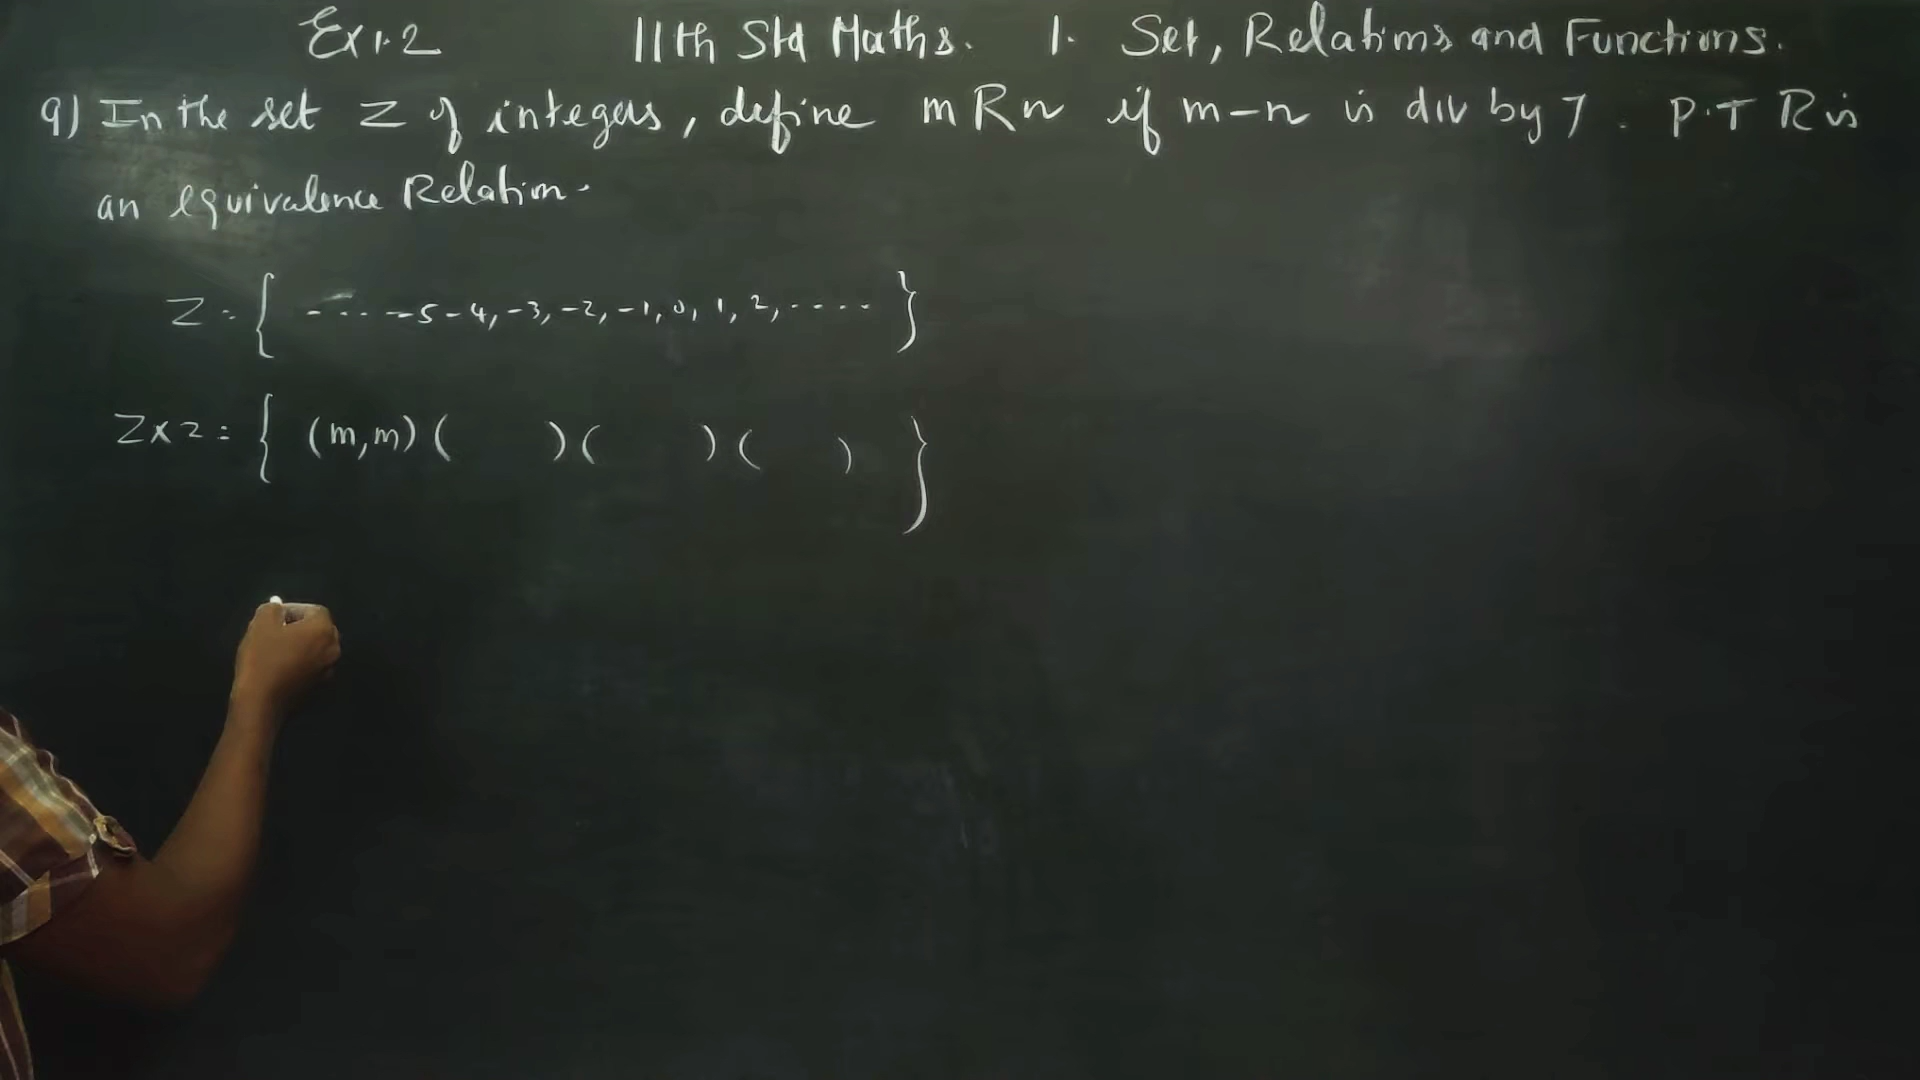 Ex 1.2 11th Std Maths. 1. Set, Relations and Functions.
9) In the set Z of integers, define m R n if m-n is div by 7. P.T R is
an equivalence Relation.
Z = { ..... -5 -4, -3, -2, -1, 0, 1, 2, ..... }
Z×Z = { (m,m) ( ) ( ) ( ) }